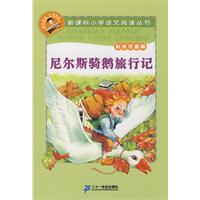 新课标小学语文阅读丛书
彩绘注音版
尼尔斯骑鹅旅行记
二十一世纪出版社